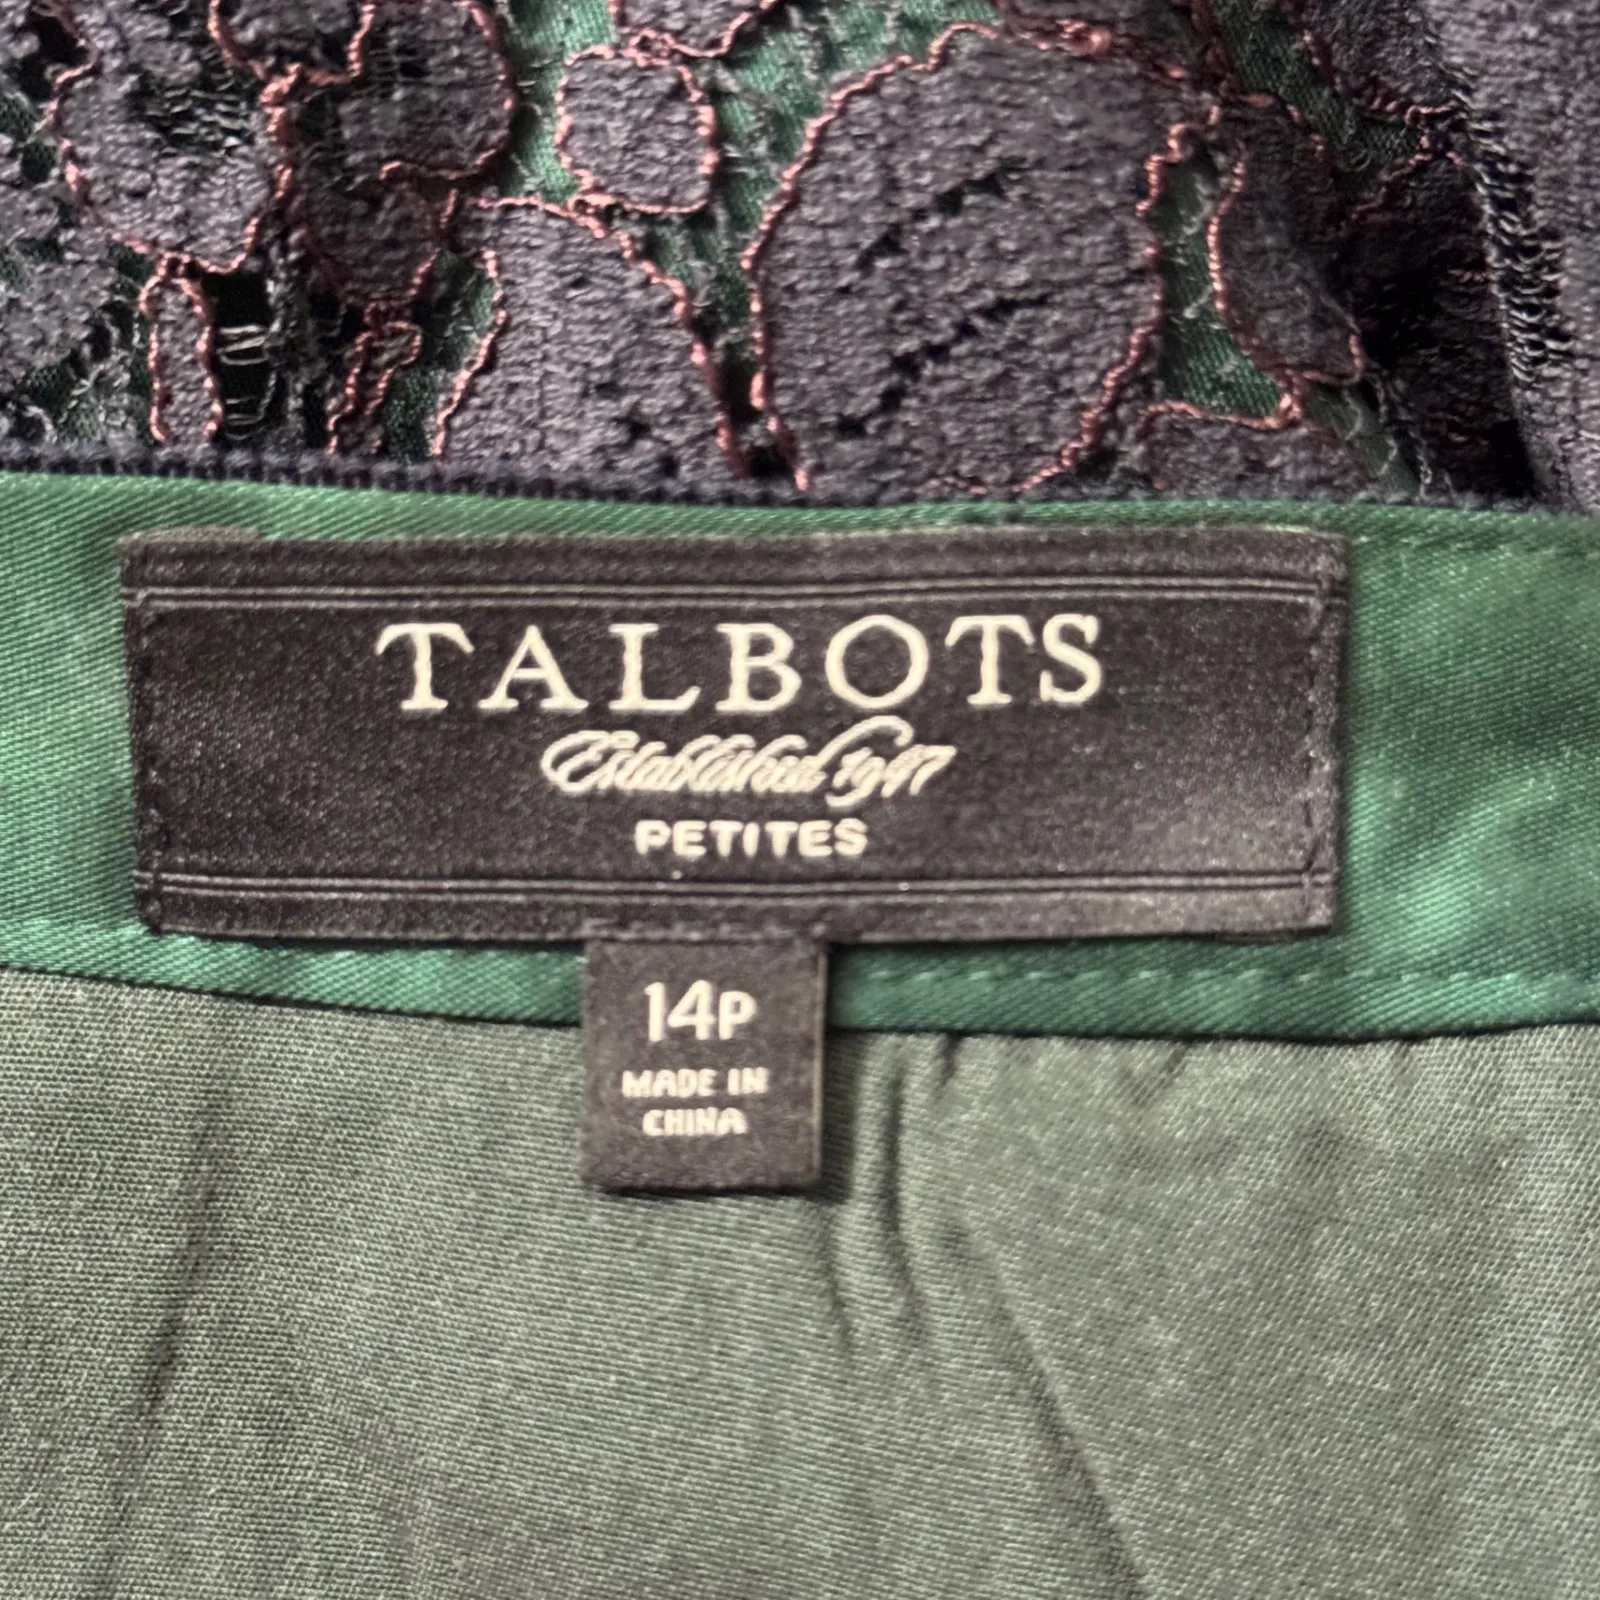 TALBOTS
Established 1947
PETITES
14P
MADE IN
CHINA